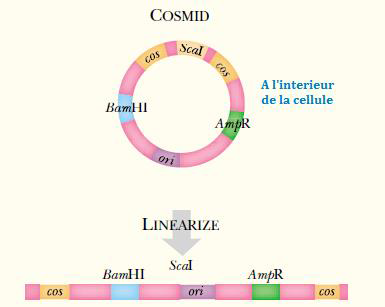 COSMID
cos ScaI cos
A l'interieur
de la cellule
BamHI
AmpR
ori
LINEARIZE
ScaI
BamHI AmpR
cos ori cos